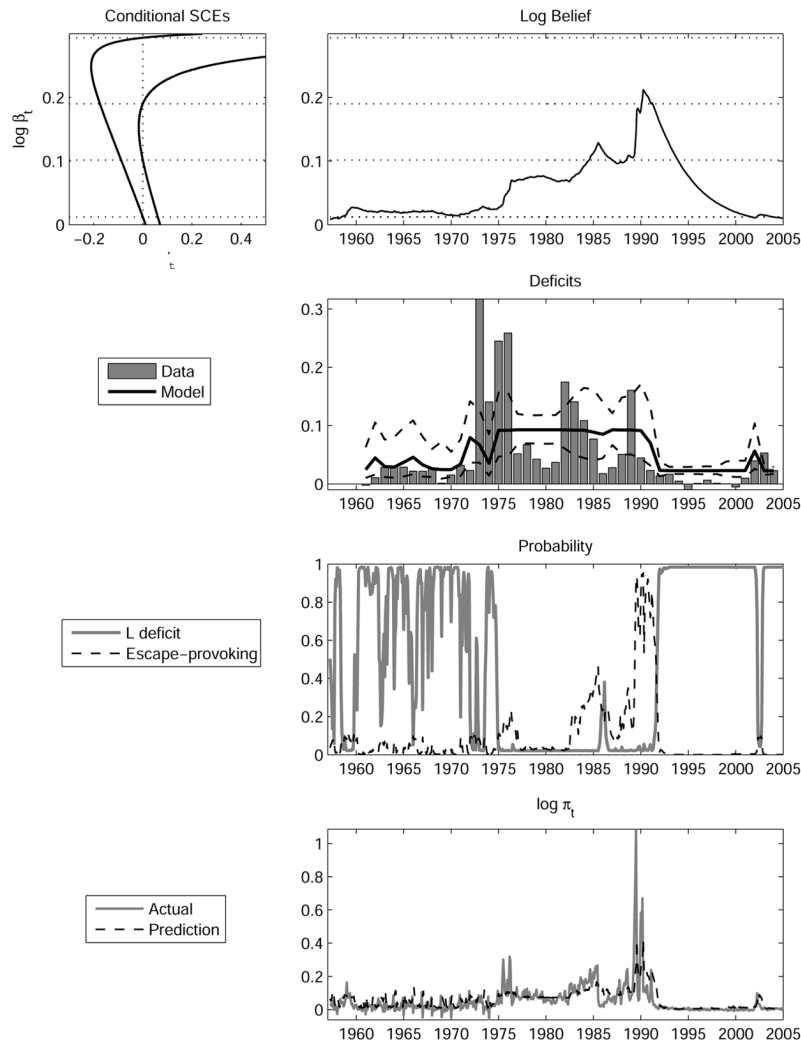 Conditional SCEs
Log Belief
log βt
0.2
0.1
0
−0.2 0 0.2 0.4
t
0.2
0.1
0
1960 1965 1970 1975 1980 1985 1990 1995 2000 2005
Deficits
Data
Model
0.3
0.2
0.1
0
1960 1965 1970 1975 1980 1985 1990 1995 2000 2005
Probability
L deficit
Escape−provoking
1
0.8
0.6
0.4
0.2
0
1960 1965 1970 1975 1980 1985 1990 1995 2000 2005
log πt
Actual
Prediction
1
0.8
0.6
0.4
0.2
0
1960 1965 1970 1975 1980 1985 1990 1995 2000 2005